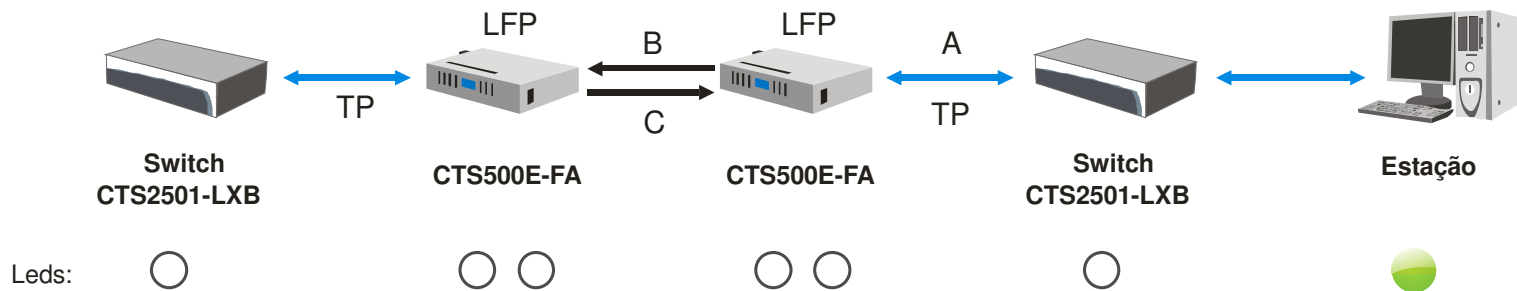 LFP LFP
B A
TP C TP
Switch
CTS2501-LXB
CTS500E-FA CTS500E-FA
Switch
CTS2501-LXB
Estação
Leds: